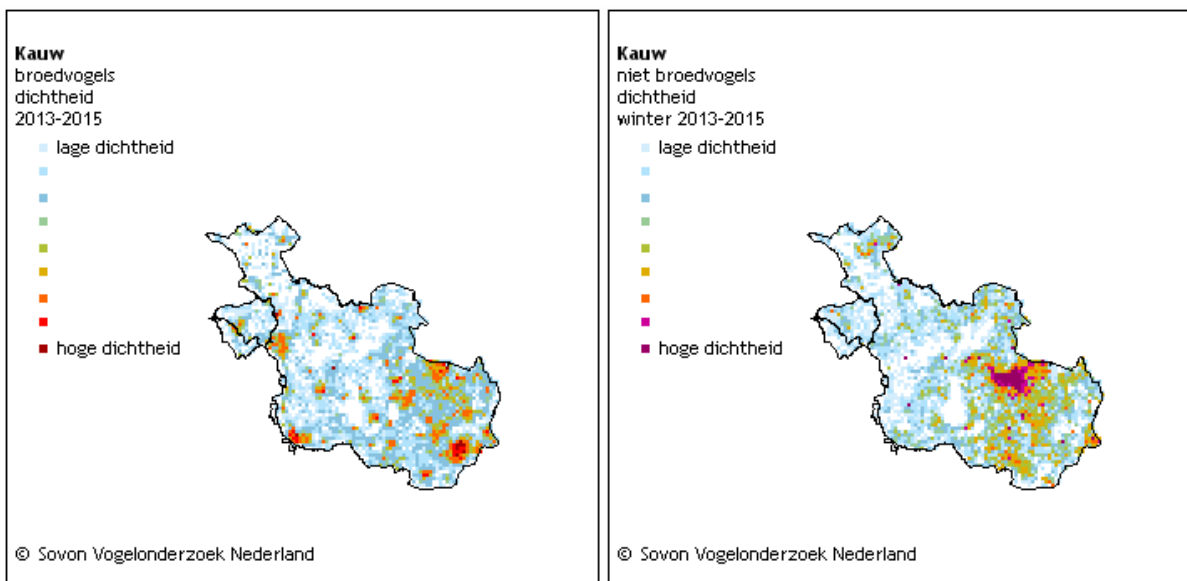 Kauw
broedvogels
dichtheid
2013-2015
lage dichtheid
hoge dichtheid
© Sovon Vogelonderzoek Nederland
Kauw
niet broedvogels
dichtheid
winter 2013-2015
lage dichtheid
hoge dichtheid
© Sovon Vogelonderzoek Nederland